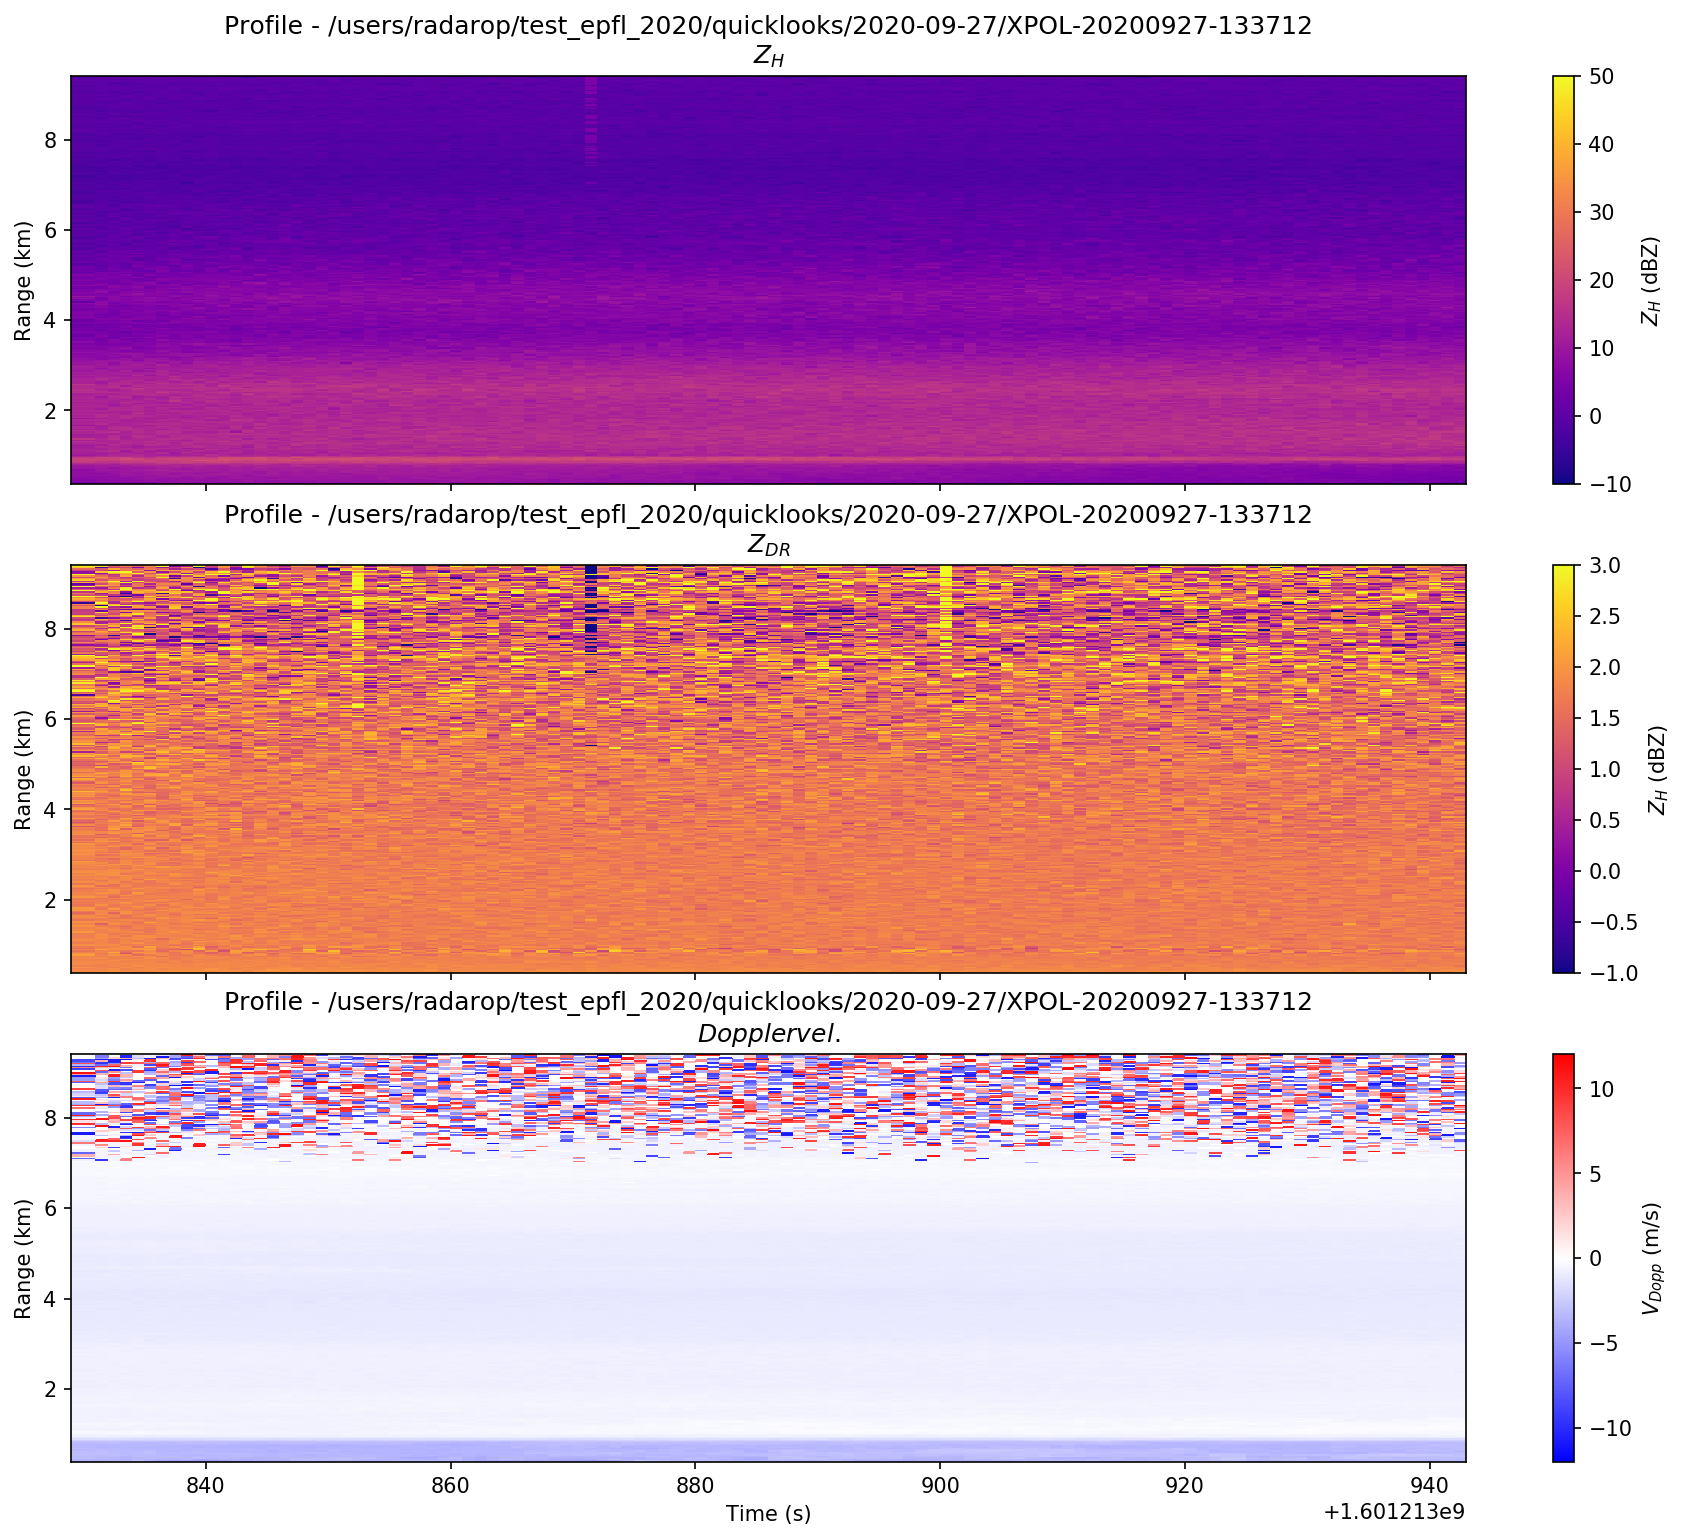 Profile - /users/radarop/test_epfl_2020/quicklooks/2020-09-27/XPOL-20200927-133712
Z_H
Range (km)
8
6
4
2
50
40
30
20
10
0
−10
Z_H (dBZ)
Profile - /users/radarop/test_epfl_2020/quicklooks/2020-09-27/XPOL-20200927-133712
Z_DR
Range (km)
8
6
4
2
3.0
2.5
2.0
1.5
1.0
0.5
0.0
−0.5
−1.0
Z_H (dBZ)
Profile - /users/radarop/test_epfl_2020/quicklooks/2020-09-27/XPOL-20200927-133712
Dopplervel.
Range (km)
8
6
4
2
10
5
0
−5
−10
V_Dopp (m/s)
840 860 880 900 920 940
Time (s)
+1.601213e9